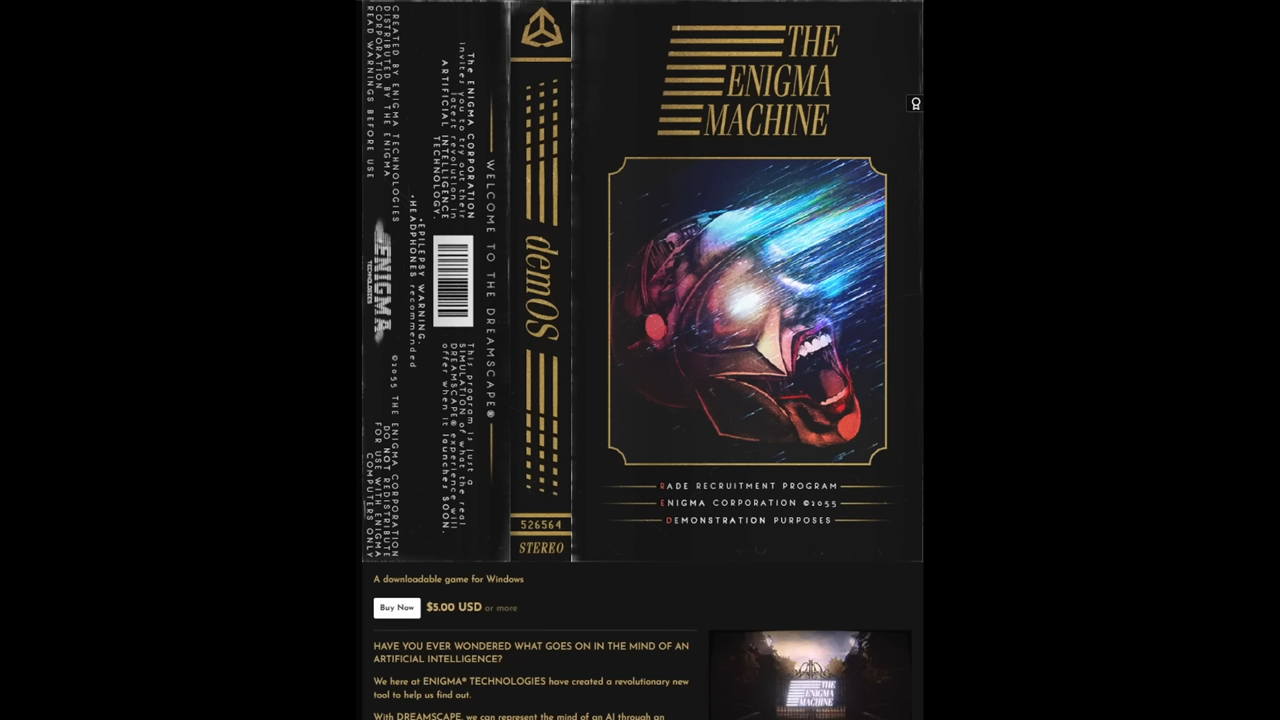 CREATED BY ENIGMA TECHNOLOGIES
DISTRIBUTED BY THE ENIGMA
CORPORATION
READ WARNINGS BEFORE USE
ENIGMA
TECHNOLOGIES
©2055 THE ENIGMA CORPORATION
DO NOT REDISTRIBUTE
FOR USE WITH ENIGMA
COMPUTERS ONLY
*EPILEPSY WARNING.
*HEADPHONES recommended
The ENIGMA CORPORATION
invites you to try out their
latest revolution in
ARTIFICIAL INTELLIGENCE
TECHNOLOGY.
This program is just a
SIMULATION of what the real
DREAMSCAPE® experience will
offer when it launches SOON.
WELCOME TO THE DREAMSCAPE®
demOS
526564
STEREO
THE
ENIGMA
MACHINE
RADE RECRUITMENT PROGRAM
ENIGMA CORPORATION ©2055
DEMONSTRATION PURPOSES
A downloadable game for Windows
Buy Now $5.00 USD or more
HAVE YOU EVER WONDERED WHAT GOES ON IN THE MIND OF AN
ARTIFICIAL INTELLIGENCE?
We here at ENIGMA® TECHNOLOGIES have created a revolutionary new
tool to help us find out.
With DREAMSCAPE, we can represent the mind of an AI through an
THE
ENIGMA
MACHINE